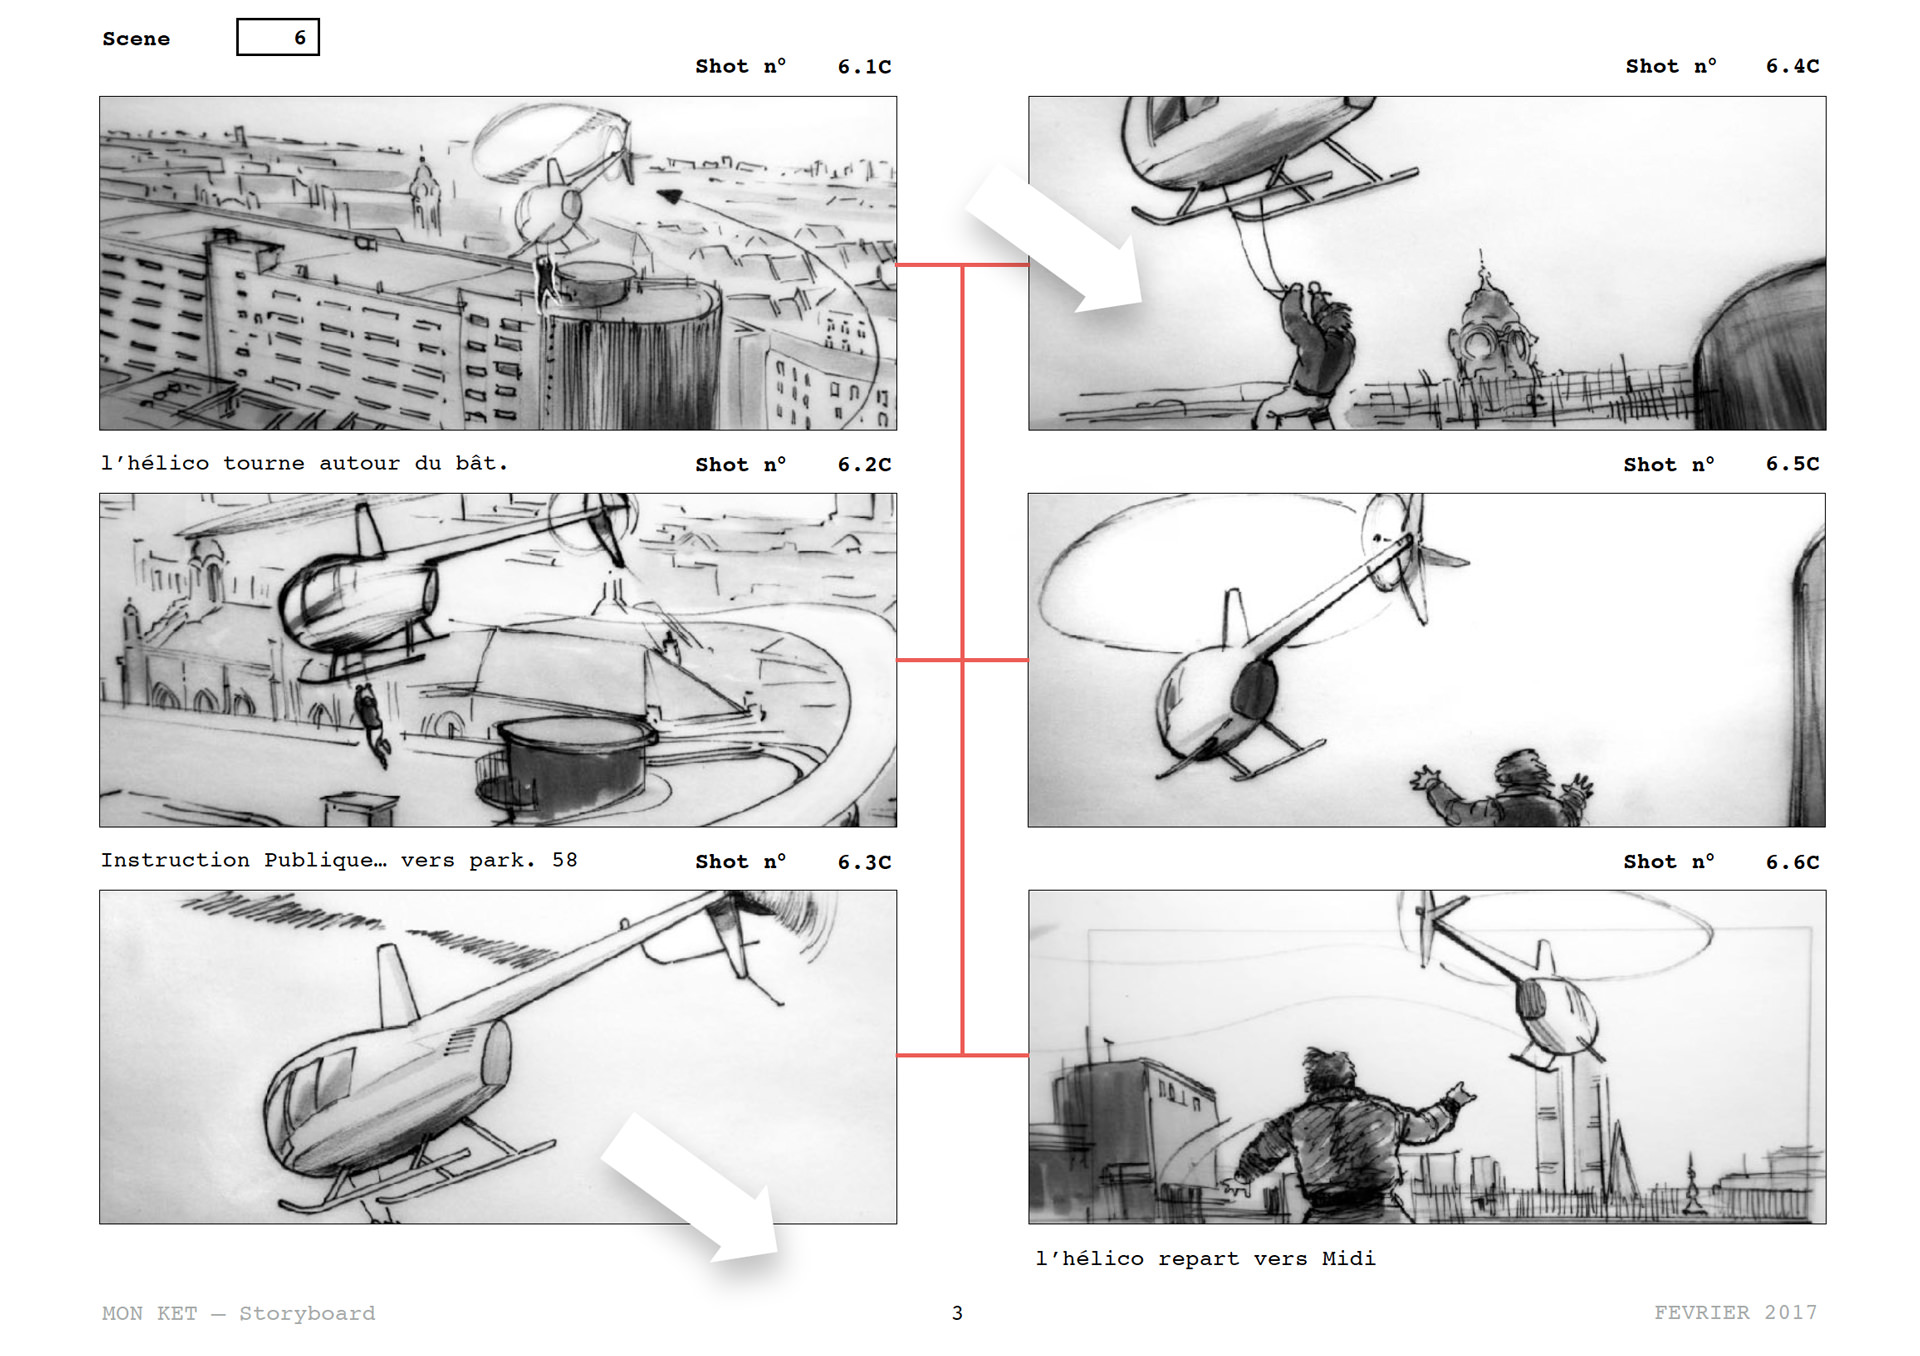 Scene 6
Shot n° 6.1C
l’hélico tourne autour du bât.
Shot n° 6.2C
Instruction Publique… vers park. 58
Shot n° 6.3C
Shot n° 6.4C
Shot n° 6.5C
Shot n° 6.6C
l’hélico repart vers Midi
MON KET — Storyboard
3
FEVRIER 2017